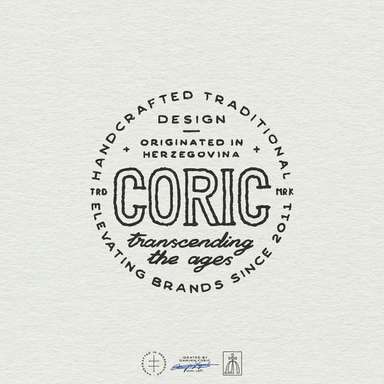 HANDCRAFTED TRADITIONAL
DESIGN
ORIGINATED IN
HERZEGOVINA
TRD
CORIC
MRK
transcending
the ages
ELEVATING BRANDS SINCE 2011